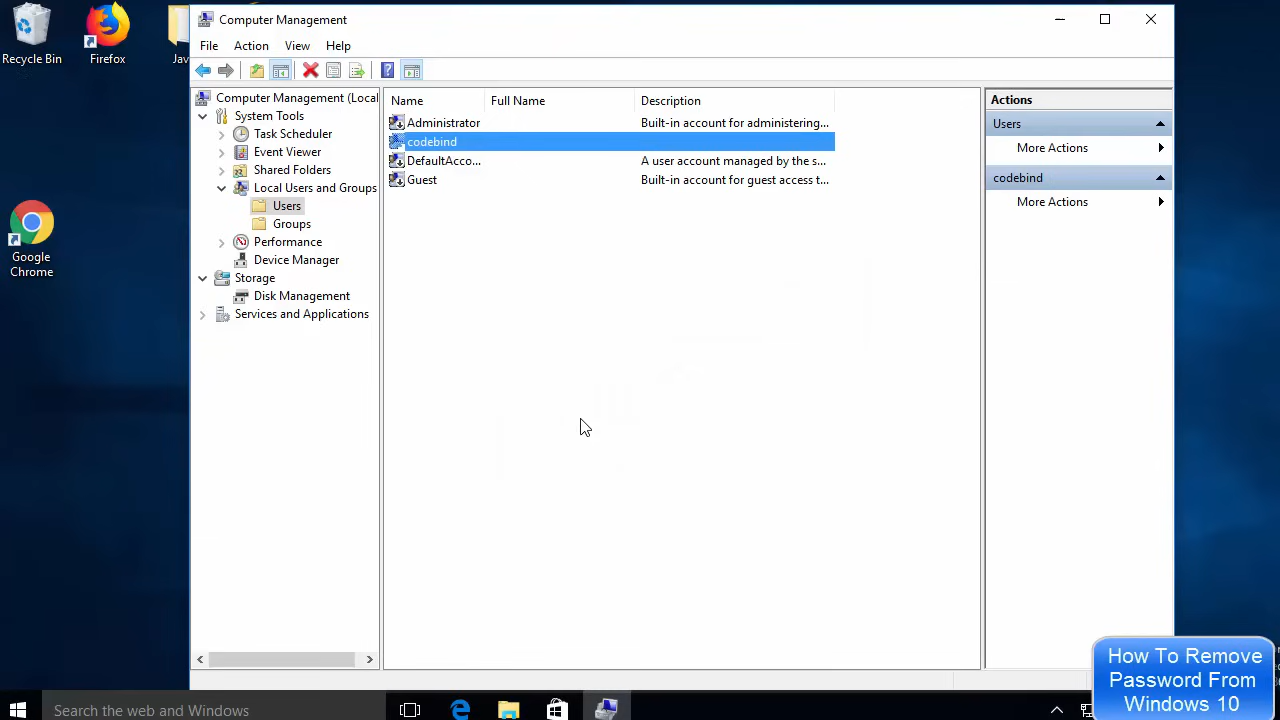 Recycle Bin
Firefox
Jav
Google
Chrome
Computer Management
File Action View Help
Computer Management (Local
System Tools
Task Scheduler
Event Viewer
Shared Folders
Local Users and Groups
Users
Groups
Performance
Device Manager
Storage
Disk Management
Services and Applications
Name Full Name Description
Administrator Built-in account for administering...
codebind
DefaultAcco... A user account managed by the s...
Guest Built-in account for guest access t...
Actions
Users
More Actions
codebind
More Actions
How To Remove
Password From
Windows 10
Search the web and Windows